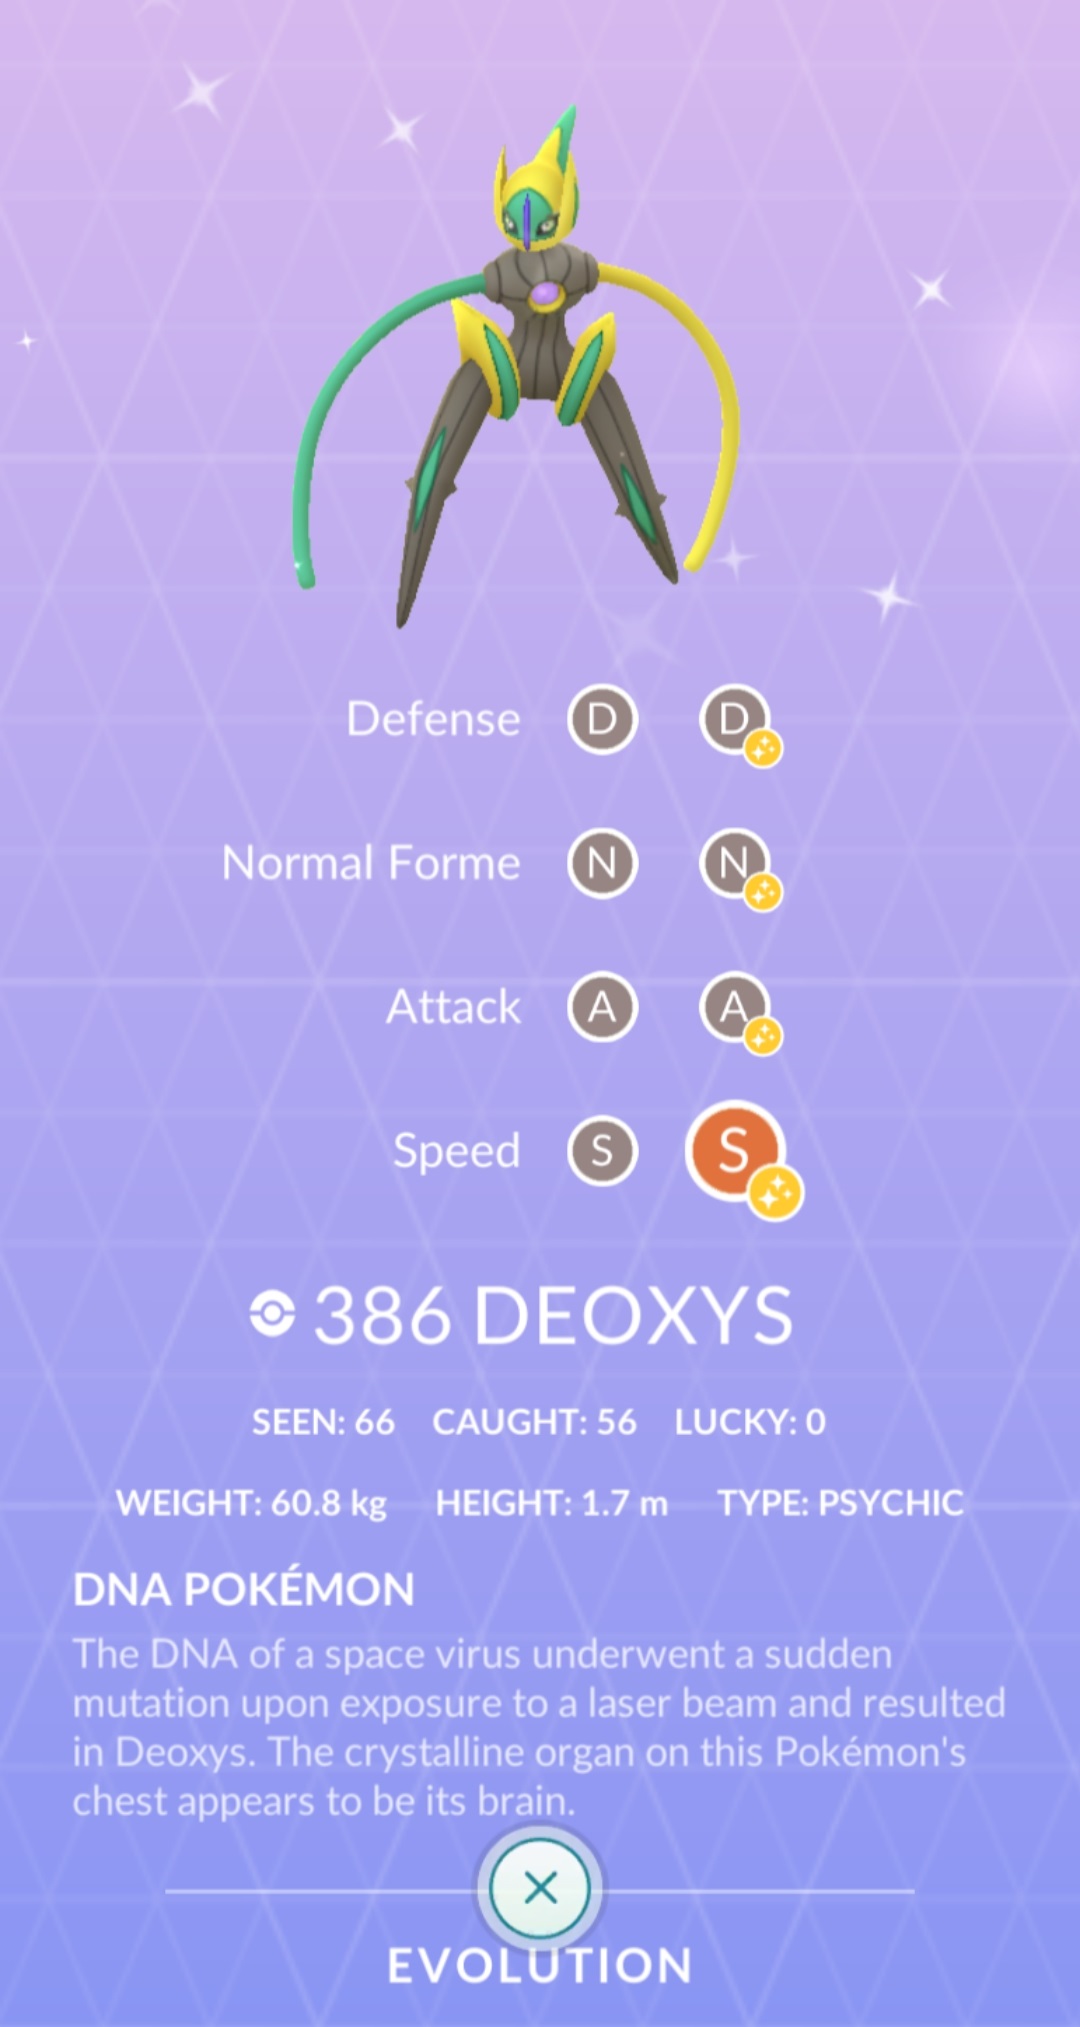 Defense D D
Normal Forme N N
Attack A A
Speed S S
386 DEOXYS
SEEN: 66 CAUGHT: 56 LUCKY: 0
WEIGHT: 60.8 kg HEIGHT: 1.7 m TYPE: PSYCHIC
DNA POKÉMON
The DNA of a space virus underwent a sudden
mutation upon exposure to a laser beam and resulted
in Deoxys. The crystalline organ on this Pokémon's
chest appears to be its brain.
EVOLUTION